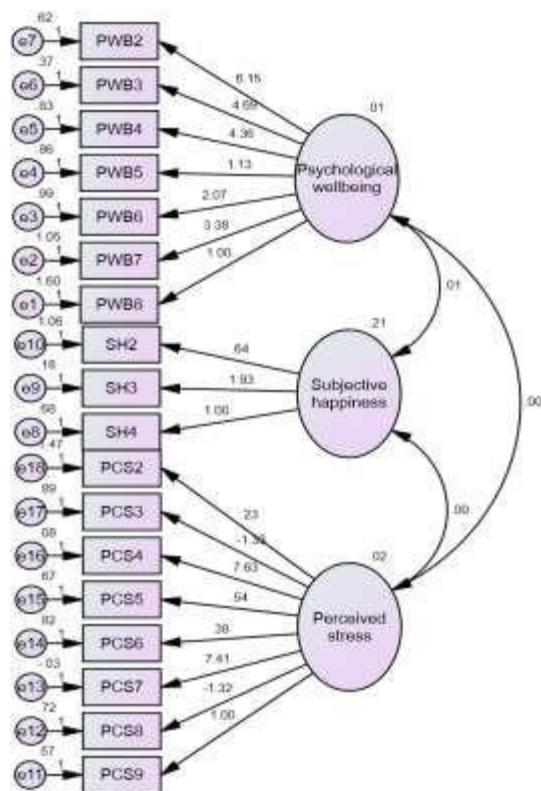 .62
e7 1 PWB2
.37
e6 1 PWB3
.83
e5 1 PWB4
.86
e4 1 PWB5
.99
e3 1 PWB6
1.05
e2 1 PWB7
1.60
e1 1 PWB8
6.15
4.69
4.36
1.13
2.07
3.38
1.00
.01
Psychological
wellbeing
1.06
e10 1 SH2
.18
e9 1 SH3
.68
e8 1 SH4
.64
1.93
1.00
.21
Subjective
happiness
.01
.00
.00
1.47
e18 1 PCS2
.89
e17 1 PCS3
.08
e16 1 PCS4
.67
e15 1 PCS5
.82
e14 1 PCS6
-.03
e13 1 PCS7
.72
e12 1 PCS8
.57
e11 1 PCS9
.23
7.63
.54
.38
7.41
-1.32
1.00
.02
Perceived
stress